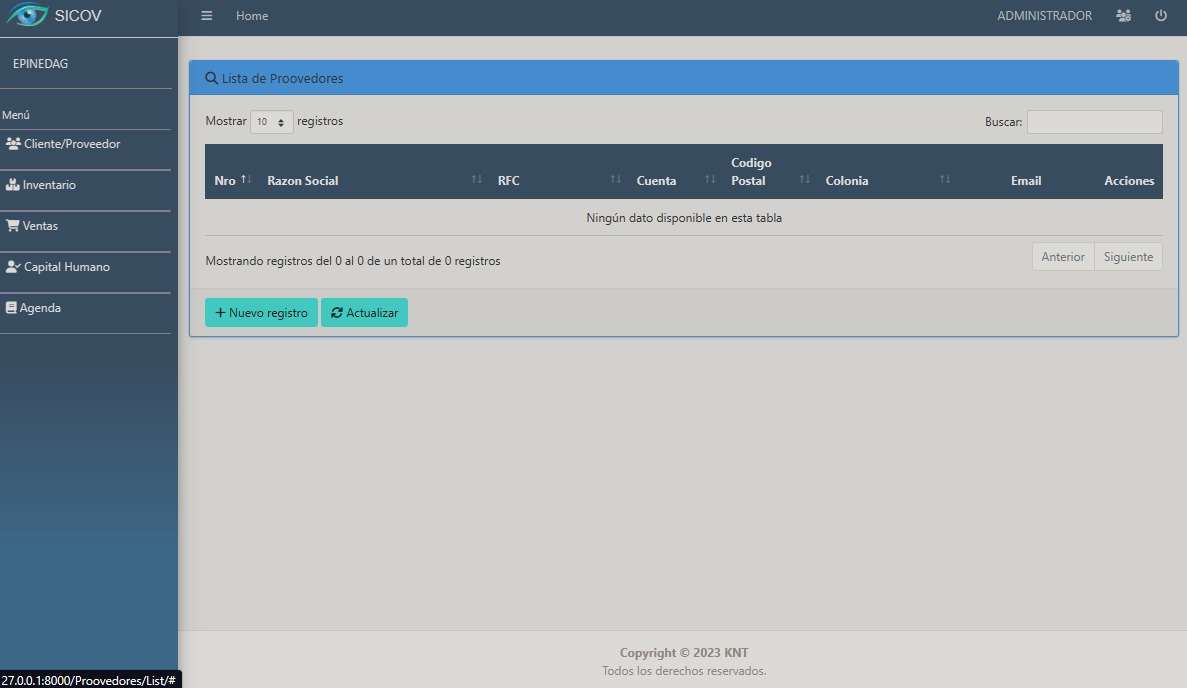 SICOV
Home
ADMINISTRADOR
EPINEDAG
Menú
Cliente/Proveedor
Inventario
Ventas
Capital Humano
Agenda
Lista de Proovedores
Mostrar 10 registros
Buscar:
Nro Razon Social RFC Cuenta Codigo Postal Colonia Email Acciones
Ningún dato disponible en esta tabla
Mostrando registros del 0 al 0 de un total de 0 registros
Anterior Siguiente
Nuevo registro Actualizar
Copyright © 2023 KNT
Todos los derechos reservados.
27.0.0.1:8000/Proovedores/List/#